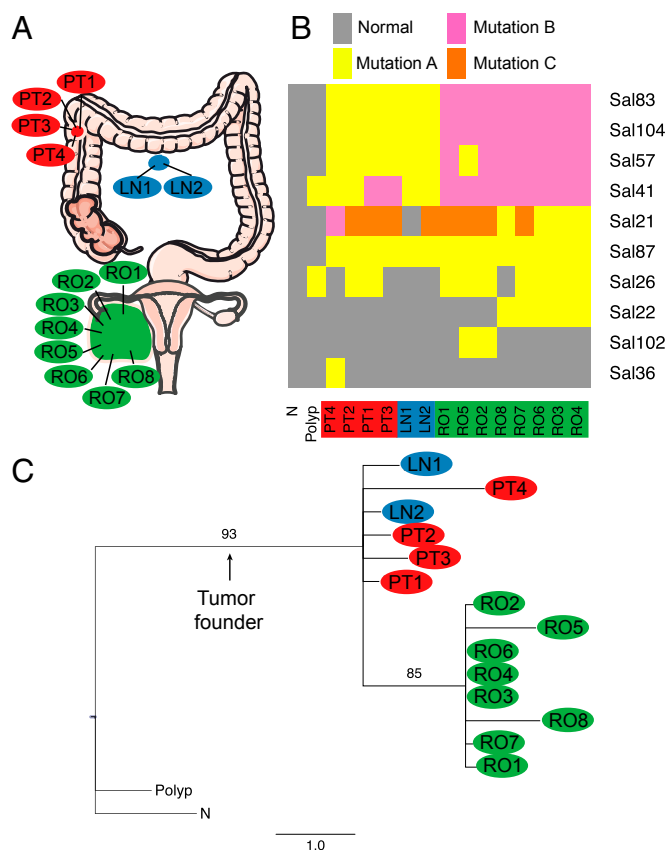 A
PT1
PT2
PT3
PT4
LN1 LN2
RO1
RO2
RO3
RO4
RO5
RO6
RO7
RO8
B
Normal
Mutation B
Mutation A
Mutation C
Sal83
Sal104
Sal57
Sal41
Sal21
Sal87
Sal26
Sal22
Sal102
Sal36
N
Polyp
PT4
PT2
PT1
PT3
LN1
LN2
RO1
RO5
RO2
RO8
RO7
RO6
RO3
RO4
C
LN1
PT4
93
LN2
PT2
PT3
PT1
Tumor
founder
RO2
RO5
RO6
85
RO4
RO3
RO8
RO7
RO1
Polyp
N
1.0